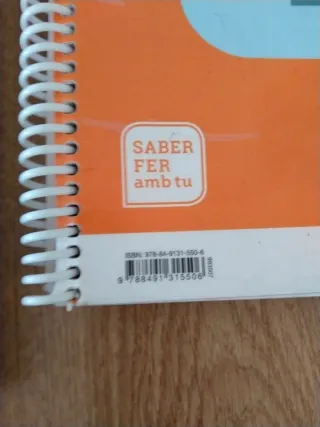 SABER
FER
amb tu
ISBN: 978-84-9131-550-6
9 788491 315506